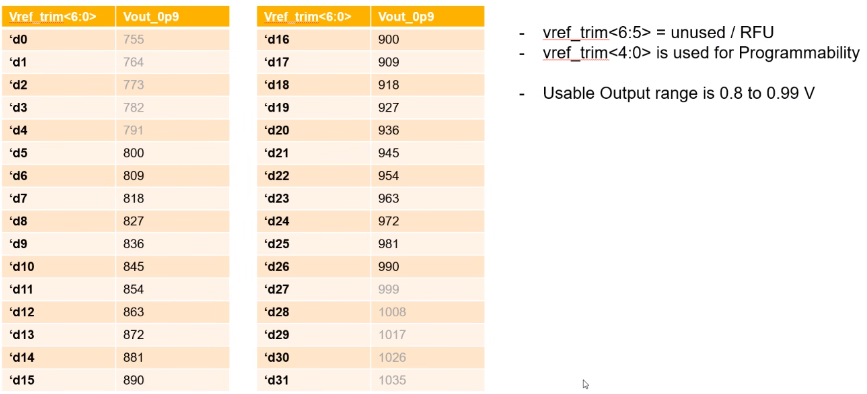 Vref_trim<6:0> Vout_0p9
‘d0 755
‘d1 764
‘d2 773
‘d3 782
‘d4 791
‘d5 800
‘d6 809
‘d7 818
‘d8 827
‘d9 836
‘d10 845
‘d11 854
‘d12 863
‘d13 872
‘d14 881
‘d15 890
Vref_trim<6:0> Vout_0p9
‘d16 900
‘d17 909
‘d18 918
‘d19 927
‘d20 936
‘d21 945
‘d22 954
‘d23 963
‘d24 972
‘d25 981
‘d26 990
‘d27 999
‘d28 1008
‘d29 1017
‘d30 1026
‘d31 1035
- vref_trim<6:5> = unused / RFU
- vref_trim<4:0> is used for Programmability
- Usable Output range is 0.8 to 0.99 V